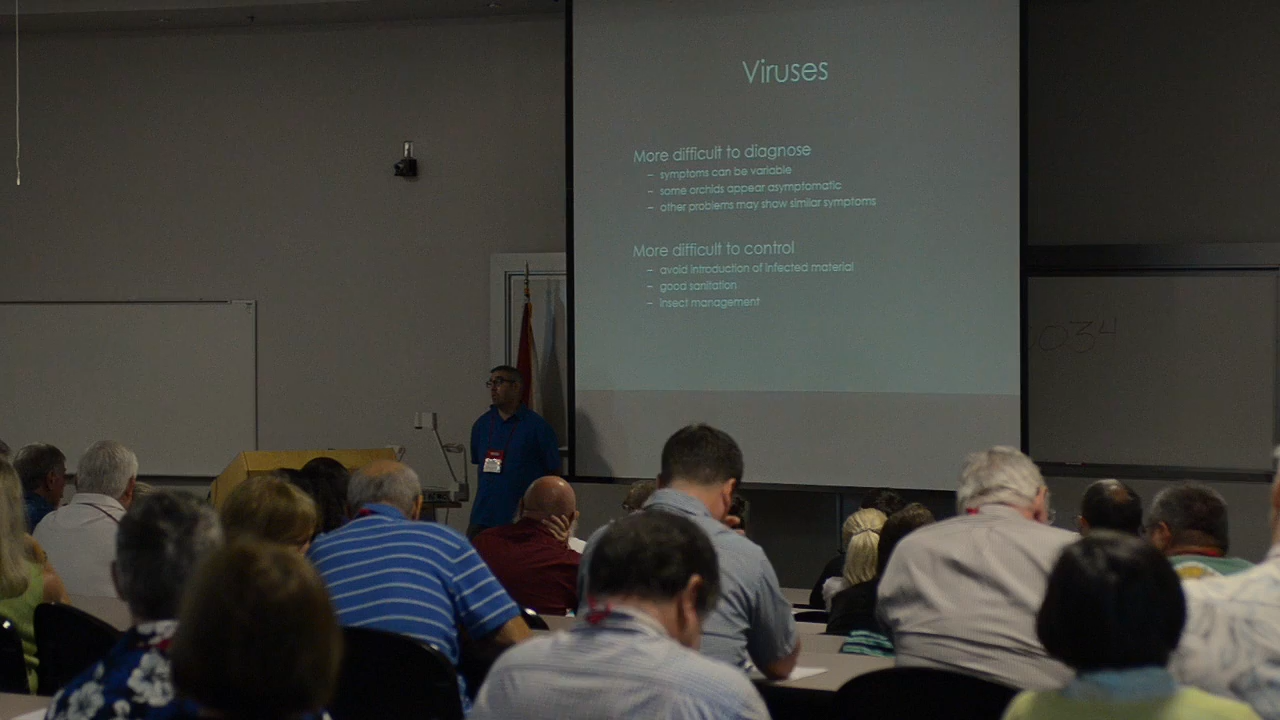 Viruses
More difficult to diagnose
– symptoms can be variable
– some orchids appear asymptomatic
– other problems may show similar symptoms
More difficult to control
– avoid introduction of infected material
– good sanitation
– insect management
034